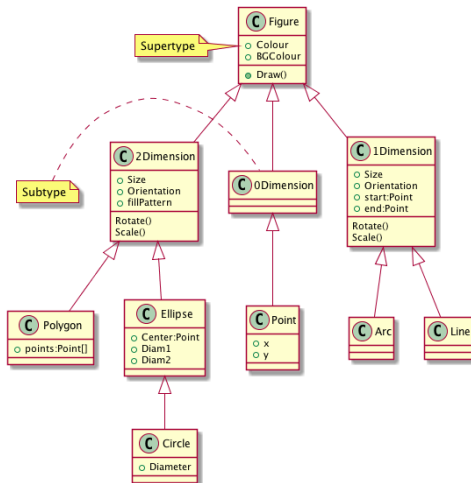 C Figure
Supertype
Colour
BGColour
Draw()
C 2Dimension
Size
Orientation
fillPattern
Rotate()
Scale()
Subtype
C 0Dimension
C 1Dimension
Size
Orientation
start:Point
end:Point
Rotate()
Scale()
C Polygon
points:Point[]
C Ellipse
Center:Point
Diam1
Diam2
C Point
x
y
C Arc
C Line
C Circle
Diameter